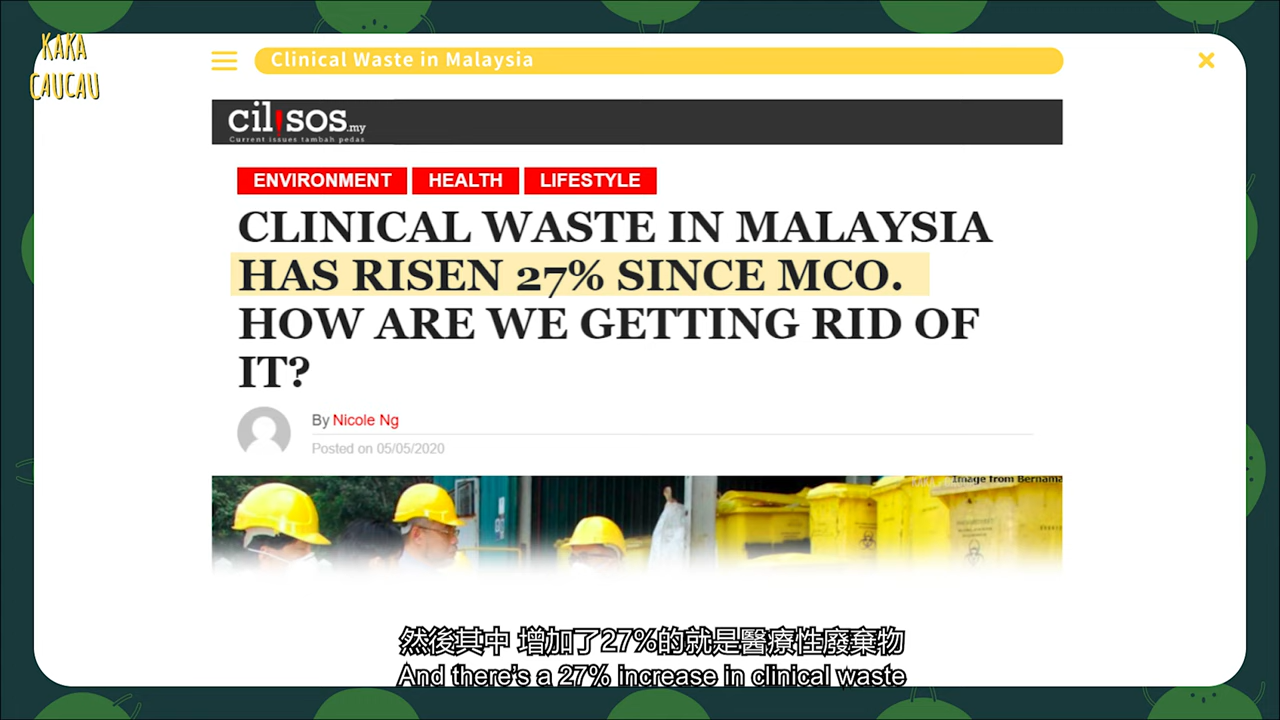 KAKA
CAUCAU
Clinical Waste in Malaysia
cil!sos.my
Current issues tambah pedas
ENVIRONMENT HEALTH LIFESTYLE
CLINICAL WASTE IN MALAYSIA
HAS RISEN 27% SINCE MCO.
HOW ARE WE GETTING RID OF
IT?
By Nicole Ng
Posted on 05/05/2020
Image from Bernama
然後其中 增加了27%的就是醫療性廢棄物
And there's a 27% increase in clinical waste